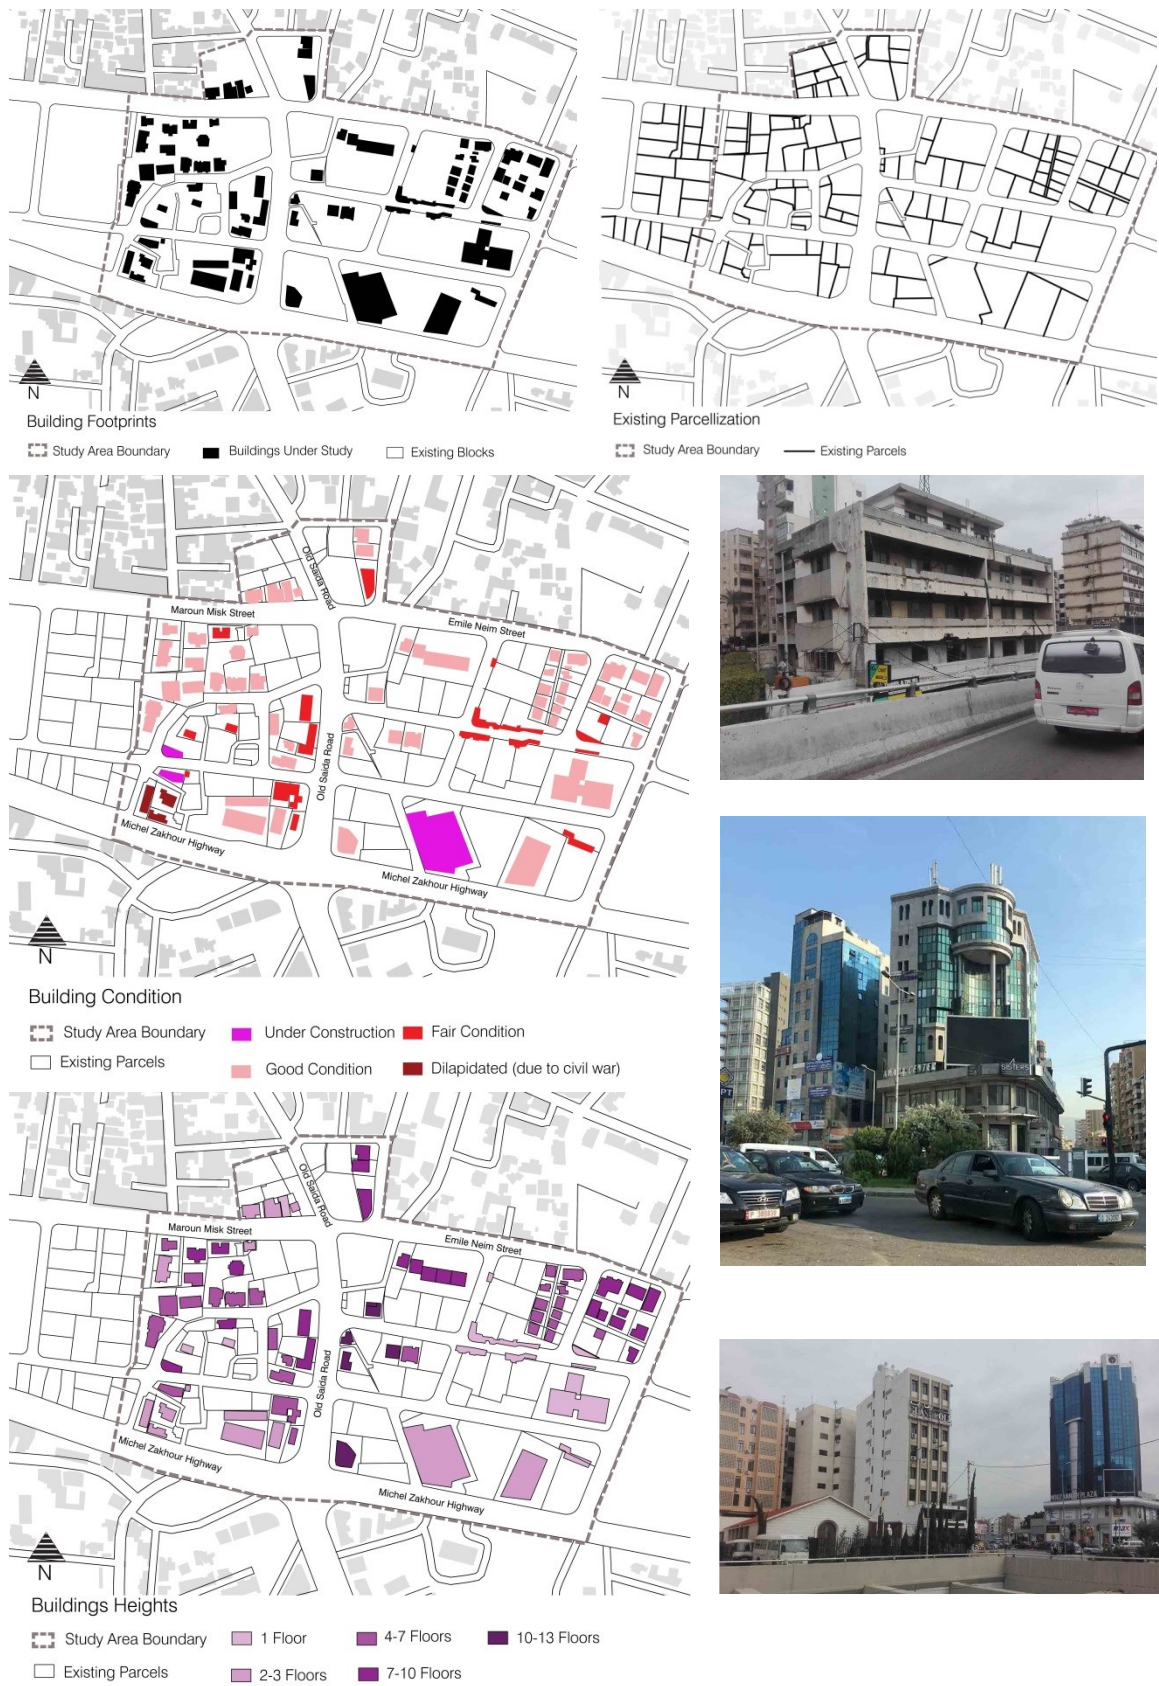 N
Building Footprints
Study Area Boundary
Buildings Under Study
Existing Blocks
N
Existing Parcellization
Study Area Boundary
Existing Parcels
Old Saida Road
Maroun Misk Street
Emile Neim Street
Old Saida Road
Michel Zakhour Highway
Michel Zakhour Highway
N
Building Condition
Study Area Boundary
Under Construction
Fair Condition
Existing Parcels
Good Condition
Dilapidated (due to civil war)
SISTERS
Old Saida Road
Maroun Misk Street
Emile Neim Street
Old Saida Road
Michel Zakhour Highway
Michel Zakhour Highway
N
PLAZA
Buildings Heights
Study Area Boundary
1 Floor
4-7 Floors
10-13 Floors
Existing Parcels
2-3 Floors
7-10 Floors